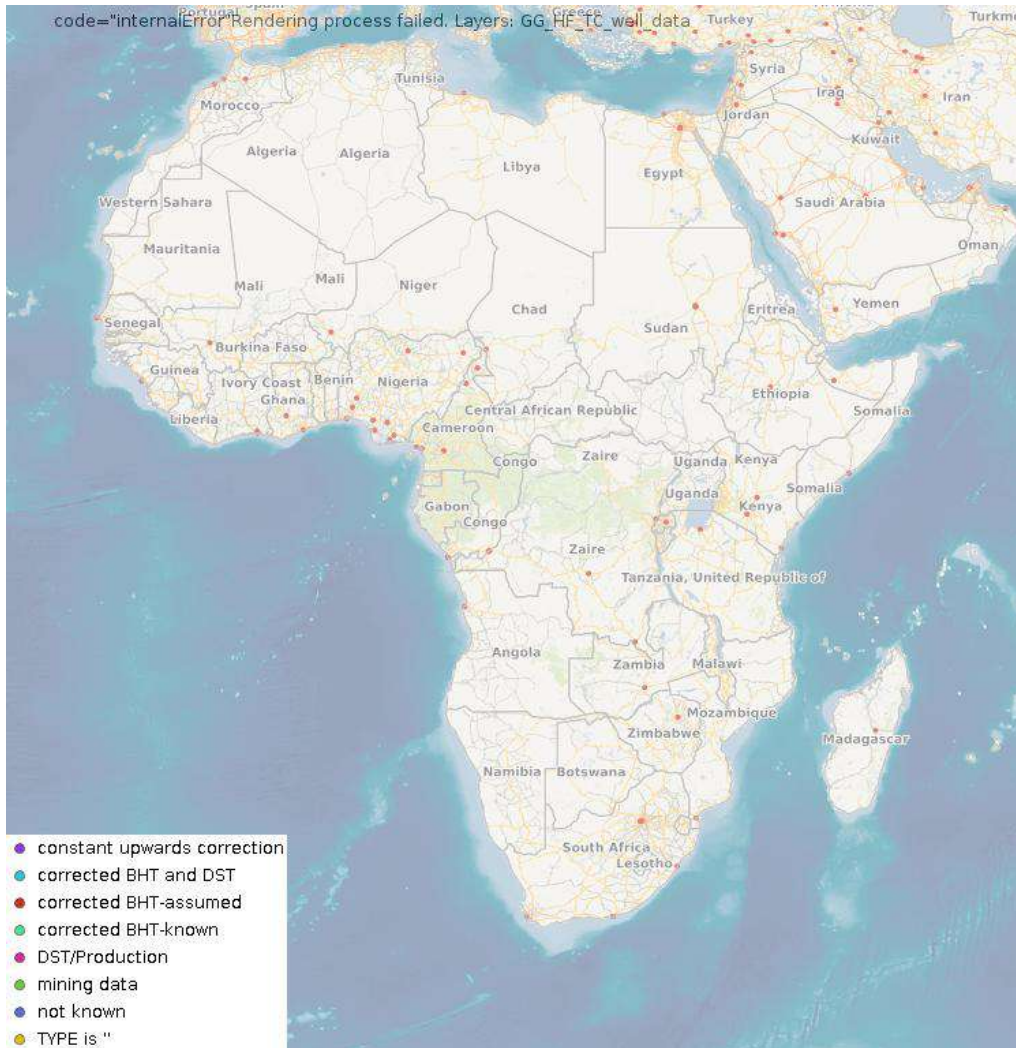 code="internalError Rendering process failed. Layers: GG_HF_TC_well_data
Portugal
Greece
Turkey
Turkm
Tunisia
Syria
Morocco
Iraq
Iran
Jordan
Algeria
Algeria
Kuwait
Libya
Egypt
Western Sahara
Saudi Arabia
Mauritania
Oman
Mali
Mali
Niger
Chad
Eritrea
Yemen
Senegal
Sudan
Burkina Faso
Guinea
Ivory Coast
Benin
Nigeria
Ethiopia
Ghana
Somalia
Liberia
Central African Republic
Cameroon
Congo
Zaire
Uganda
Kenya
Somalia
Uganda
Gabon
Kenya
Congo
Zaire
Tanzania, United Republic of
Angola
Zambia
Malawi
Mozambique
Zimbabwe
Madagascar
Namibia
Botswana
South Africa
Lesotho
constant upwards correction
corrected BHT and DST
corrected BHT-assumed
corrected BHT-known
DST/Production
mining data
not known
TYPE is ''